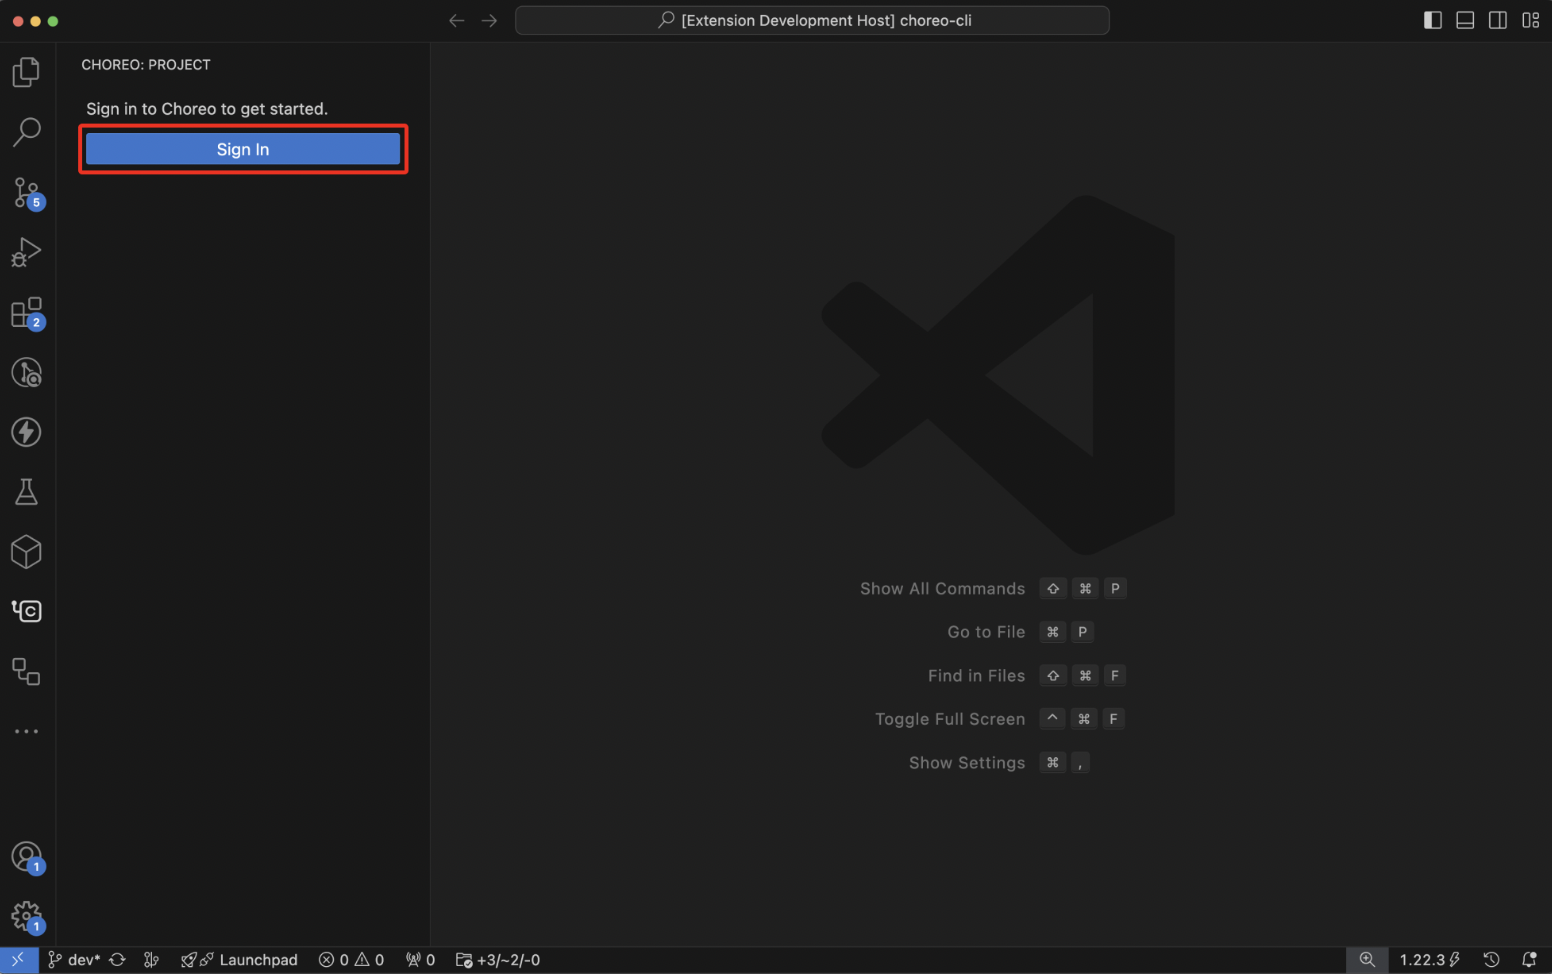 [Extension Development Host] choreo-cli
CHOREO: PROJECT
Sign in to Choreo to get started.
Sign In
5
2
C
Show All Commands ⇧ ⌘ P
Go to File ⌘ P
Find in Files ⇧ ⌘ F
Toggle Full Screen ^ ⌘ F
Show Settings ⌘ ,
1
1
dev* Launchpad 0 0 0 +3/~2/-0 1.22.3